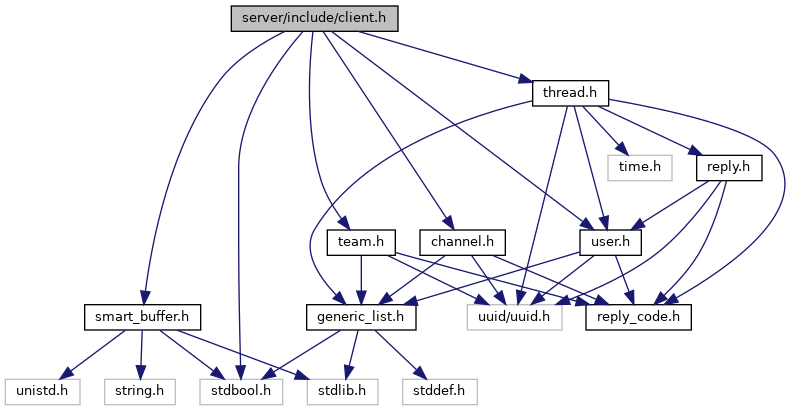 server/include/client.h
thread.h
time.h
reply.h
team.h
channel.h
user.h
smart_buffer.h
generic_list.h
uuid/uuid.h
reply_code.h
unistd.h
string.h
stdbool.h
stdlib.h
stddef.h